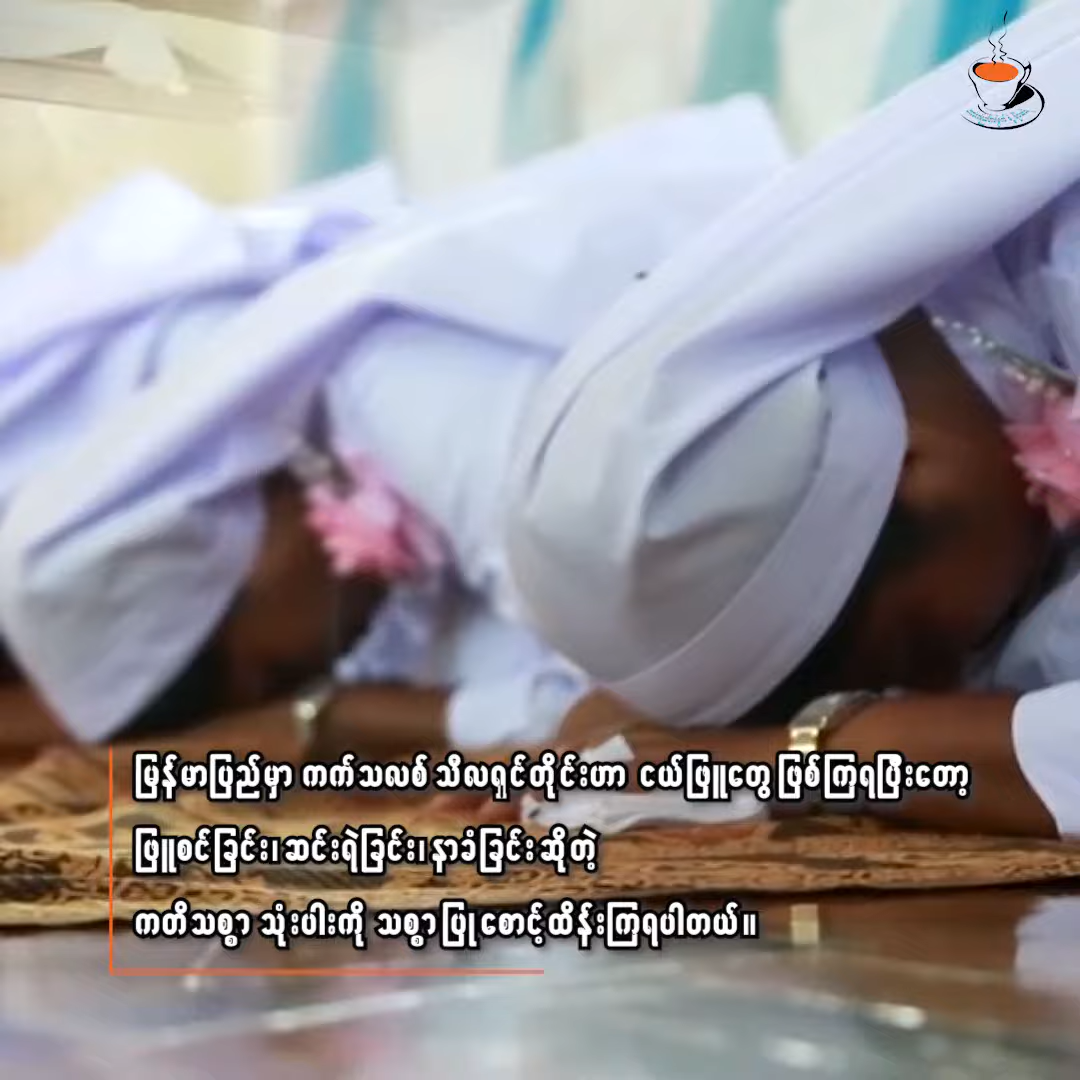 မြန်မာပြည်မှာ ကက်သလစ် သီလရှင်တိုင်းဟာ ငယ်ဖြူတွေ ဖြစ်ကြရပြီးတော့
ဖြူစင်ခြင်း၊ဆင်းရဲခြင်း၊နာခံခြင်းဆိုတဲ့
ကတိသစ္စာ သုံးပါးကို သစ္စာပြုစောင့်ထိန်းကြရပါတယ်။